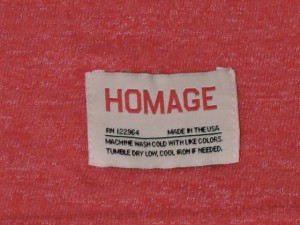 HOMAGE
RN 122964 MADE IN THE USA
MACHINE WASH COLD WITH LIKE COLORS.
TUMBLE DRY LOW, COOL IRON IF NEEDED.